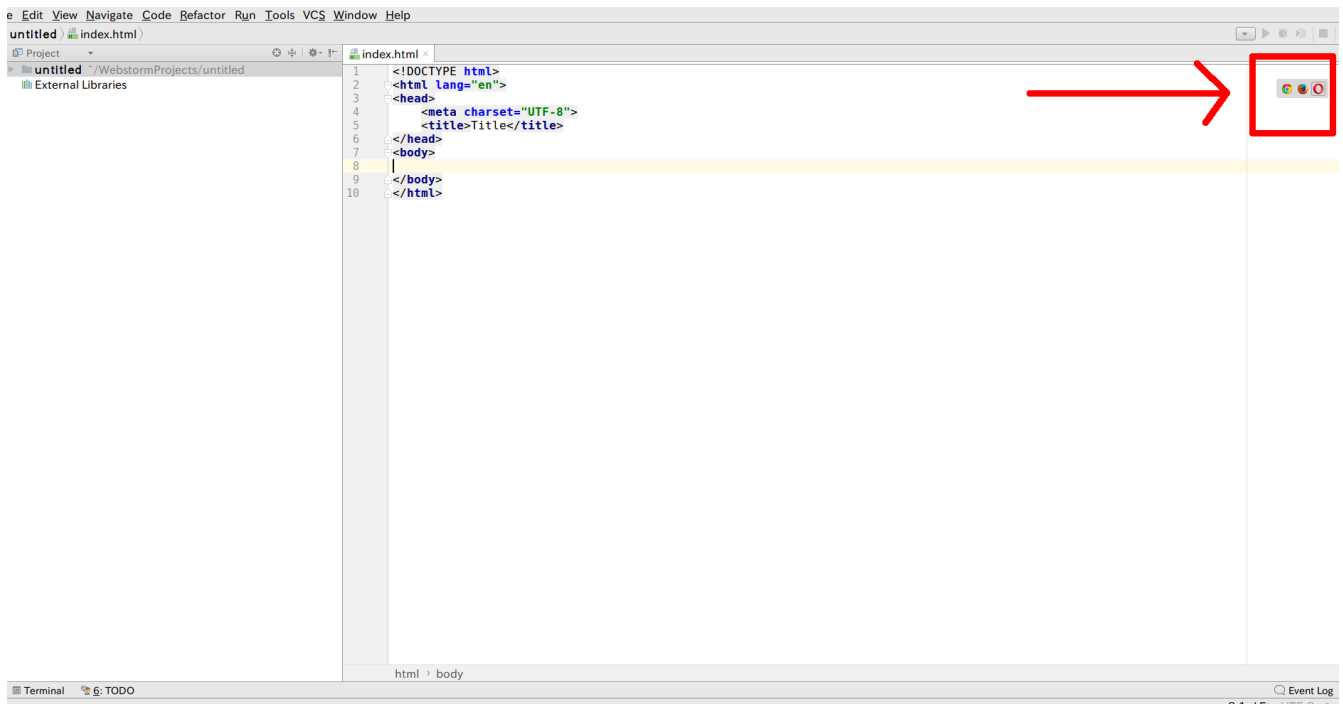 e Edit View Navigate Code Refactor Run Tools VCS Window Help
untitled index.html
Project
index.html
untitled ~/WebstormProjects/untitled
External Libraries
1 <!DOCTYPE html>
2 <html lang="en">
3 <head>
4 <meta charset="UTF-8">
5 <title>Title</title>
6 </head>
7 <body>
8
9 </body>
10 </html>
html › body
Terminal 6: TODO
Event Log